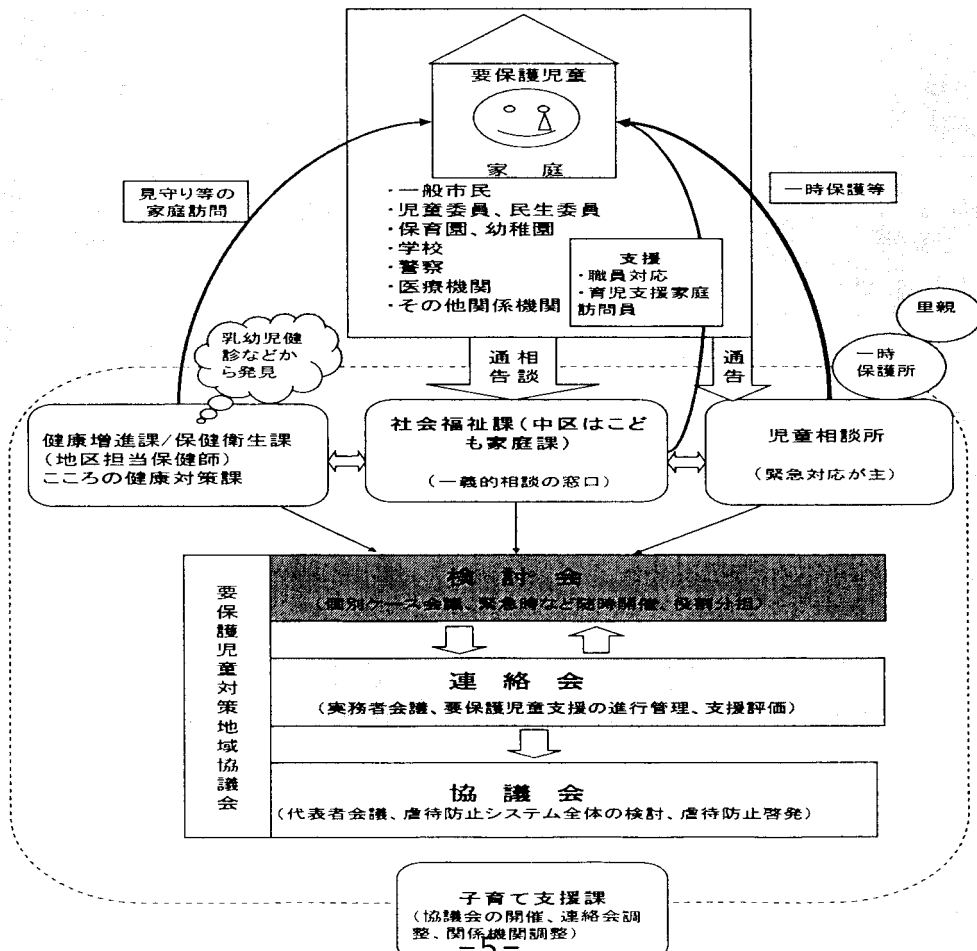 要保護児童
家 庭
・一般市民
・児童委員、民生委員
・保育園、幼稚園
・学校
・警察
・医療機関
・その他関係機関
見守り等の
家庭訪問
一時保護等
支援
・職員対応
・育児支援家庭
訪問員
里親
一時
保護所
乳幼児健
診などか
ら発見
相談
通告
通告
健康増進課/保健衛生課
(地区担当保健師)
こころの健康対策課
社会福祉課(中区はこど
も家庭課)
(一義的相談の窓口)
児童相談所
(緊急対応が主)
要保護児童対策地域協議会
検 討 会
(個別ケース会議、緊急時など随時開催、役割分担)
連 絡 会
(実務者会議、要保護児童支援の進行管理、支援評価)
協 議 会
(代表者会議、虐待防止システム全体の検討、虐待防止啓発)
子育て支援課
(協議会の開催、連絡会調
整、関係機関調整)
-5-